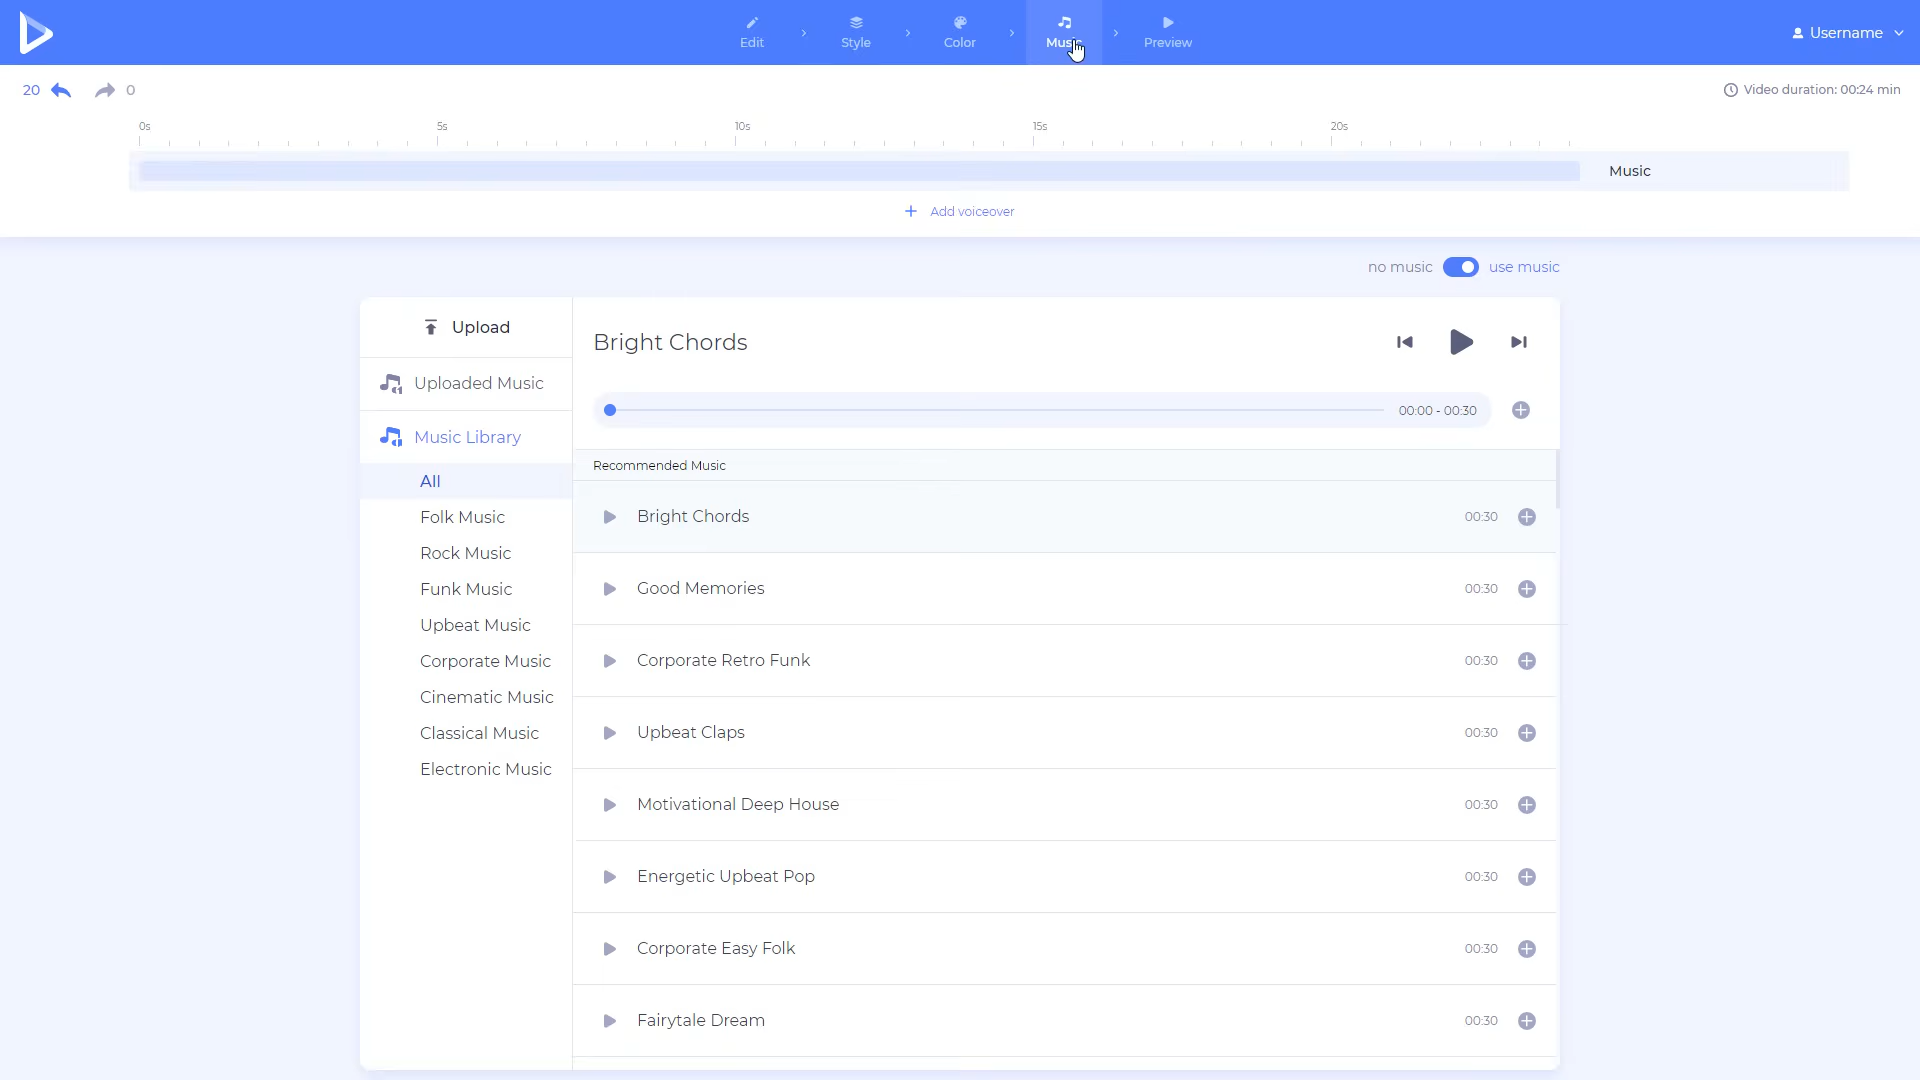 Edit
Style
Color
Music
Preview
Username
20
0
Video duration: 00:24 min
0s
5s
10s
15s
20s
Music
Add voiceover
no music
use music
Upload
Uploaded Music
Music Library
All
Folk Music
Rock Music
Funk Music
Upbeat Music
Corporate Music
Cinematic Music
Classical Music
Electronic Music
Bright Chords
00:00 - 00:30
Recommended Music
Bright Chords 00:30
Good Memories 00:30
Corporate Retro Funk 00:30
Upbeat Claps 00:30
Motivational Deep House 00:30
Energetic Upbeat Pop 00:30
Corporate Easy Folk 00:30
Fairytale Dream 00:30